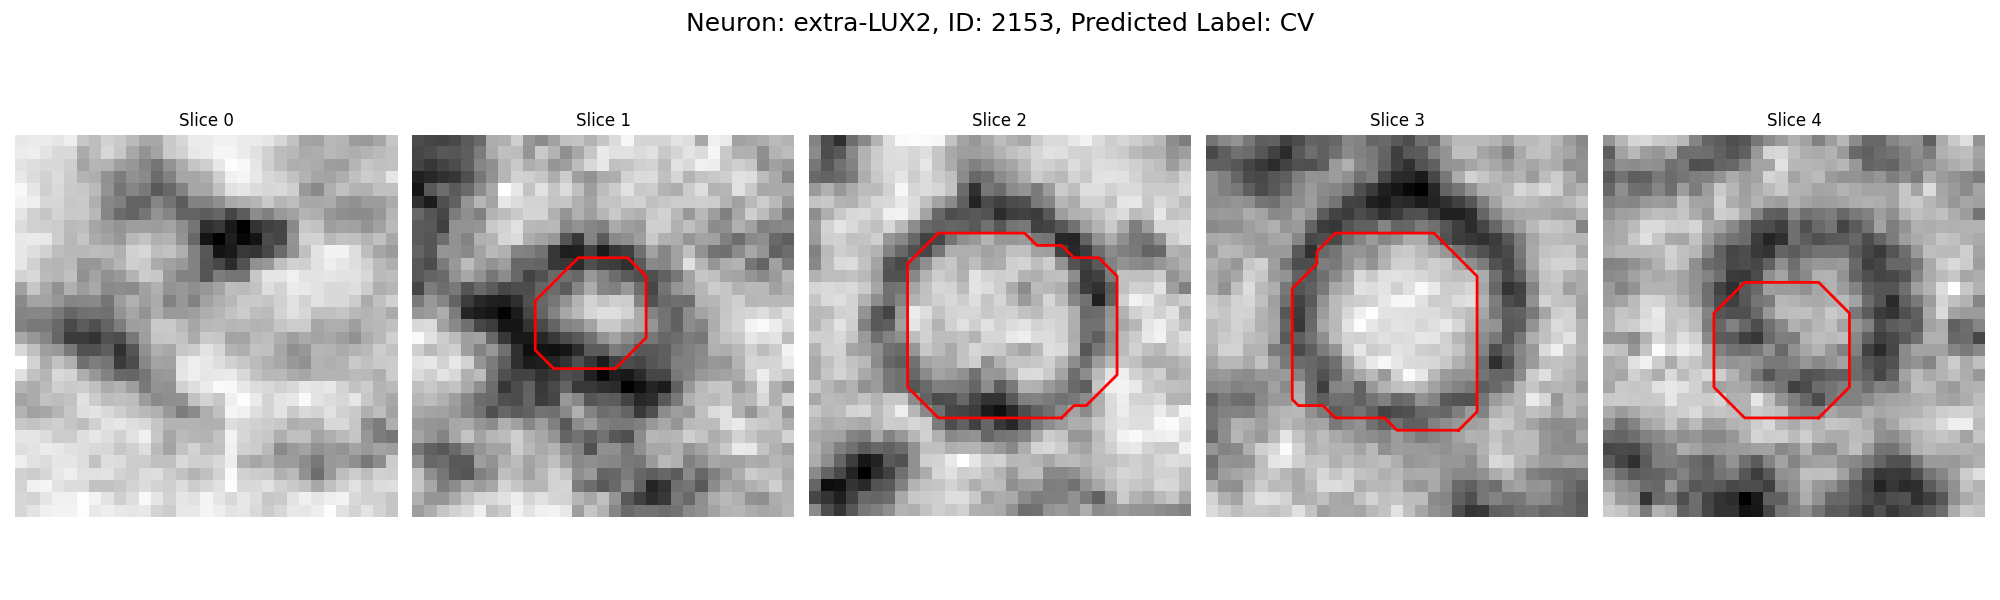 Neuron: extra-LUX2, ID: 2153, Predicted Label: CV
Slice 0
Slice 1
Slice 2
Slice 3
Slice 4